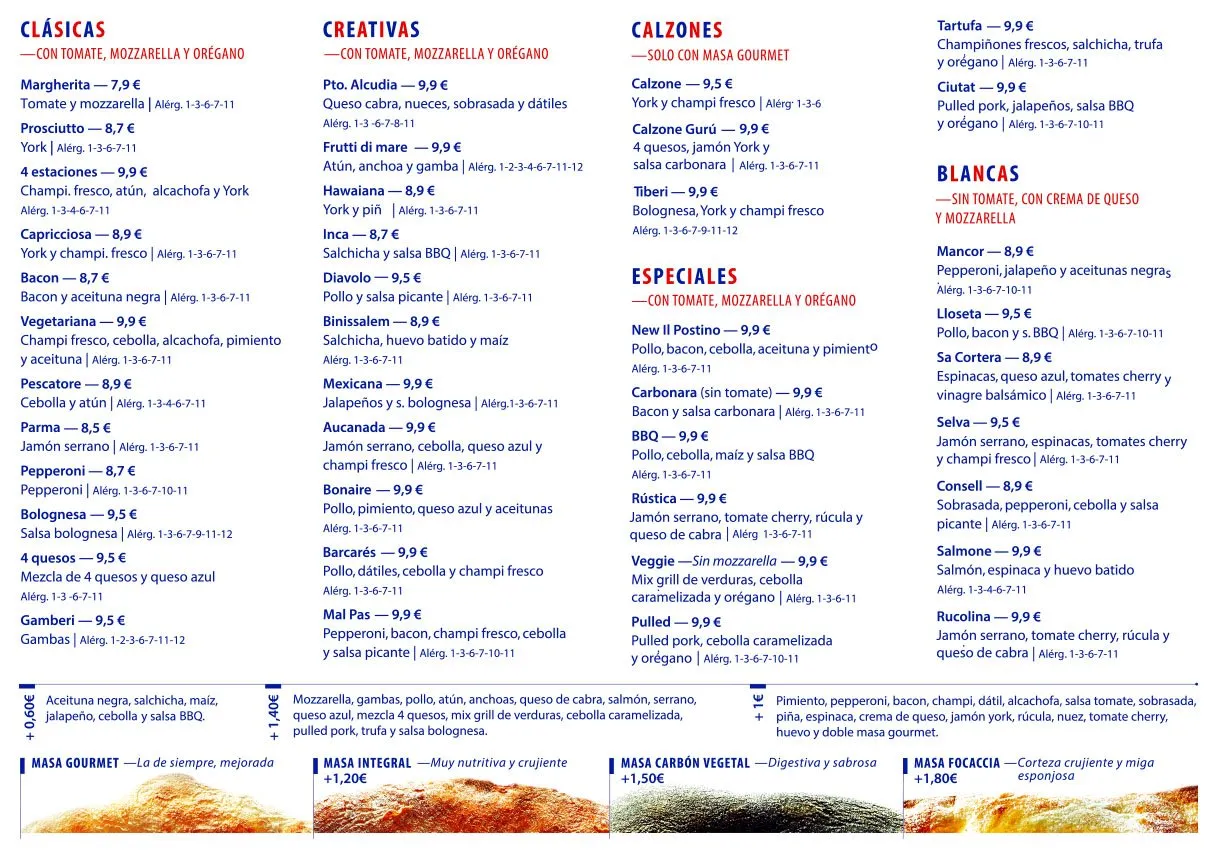 CLÁSICAS
—CON TOMATE, MOZZARELLA Y ORÉGANO
Margherita — 7,9 €
Tomate y mozzarella | Alérg. 1-3-6-7-11
Prosciutto — 8,7 €
York | Alérg. 1-3-6-7-11
4 estaciones — 9,9 €
Champi. fresco, atún, alcachofa y York
Alérg. 1-3-4-6-7-11
Capricciosa — 8,9 €
York y champi. fresco | Alérg. 1-3-6-7-11
Bacon — 8,7 €
Bacon y aceituna negra | Alérg. 1-3-6-7-11
Vegetariana — 9,9 €
Champi fresco, cebolla, alcachofa, pimiento
y aceituna | Alérg. 1-3-6-7-11
Pescatore — 8,9 €
Cebolla y atún | Alérg. 1-3-4-6-7-11
Parma — 8,5 €
Jamón serrano | Alérg. 1-3-6-7-11
Pepperoni — 8,7 €
Pepperoni | Alérg. 1-3-6-7-10-11
Bolognesa — 9,5 €
Salsa bolognesa | Alérg. 1-3-6-7-9-11-12
4 quesos — 9,5 €
Mezcla de 4 quesos y queso azul
Alérg. 1-3 -6-7-11
Gamberi — 9,5 €
Gambas | Alérg. 1-2-3-6-7-11-12
CREATIVAS
—CON TOMATE, MOZZARELLA Y ORÉGANO
Pto. Alcudia — 9,9 €
Queso cabra, nueces, sobrasada y dátiles
Alérg. 1-3 -6-7-8-11
Frutti di mare — 9,9 €
Atún, anchoa y gamba | Alérg. 1-2-3-4-6-7-11-12
Hawaiana — 8,9 €
York y piñ | Alérg. 1-3-6-7-11
Inca — 8,7 €
Salchicha y salsa BBQ | Alérg. 1-3-6-7-11
Diavolo — 9,5 €
Pollo y salsa picante | Alérg. 1-3-6-7-11
Binissalem — 8,9 €
Salchicha, huevo batido y maíz
Alérg. 1-3-6-7-11
Mexicana — 9,9 €
Jalapeños y s. bolognesa | Alérg.1-3-6-7-11
Aucanada — 9,9 €
Jamón serrano, cebolla, queso azul y
champi fresco | Alérg. 1-3-6-7-11
Bonaire — 9,9 €
Pollo, pimiento, queso azul y aceitunas
Alérg. 1-3-6-7-11
Barcarés — 9,9 €
Pollo, dátiles, cebolla y champi fresco
Alérg. 1-3-6-7-11
Mal Pas — 9,9 €
Pepperoni, bacon, champi fresco, cebolla
y salsa picante | Alérg. 1-3-6-7-10-11
CALZONES
—SOLO CON MASA GOURMET
Calzone — 9,5 €
York y champi fresco | Alérg· 1-3-6
Calzone Gurú — 9,9 €
4 quesos, jamón York y
salsa carbonara | Alérg. 1-3-6-7-11
Tiberi — 9,9 €
Bolognesa, York y champi fresco
Alérg. 1-3-6-7-9-11-12
ESPECIALES
—CON TOMATE, MOZZARELLA Y ORÉGANO
New Il Postino — 9,9 €
Pollo, bacon, cebolla, aceituna y pimiento
Alérg. 1-3-6-7-11
Carbonara (sin tomate) — 9,9 €
Bacon y salsa carbonara | Alérg. 1-3-6-7-11
BBQ — 9,9 €
Pollo, cebolla, maíz y salsa BBQ
Alérg. 1-3-6-7-11
Rústica — 9,9 €
Jamón serrano, tomate cherry, rúcula y
queso de cabra | Alérg 1-3-6-7-11
Veggie —Sin mozzarella — 9,9 €
Mix grill de verduras, cebolla
caramelizada y orégano | Alérg. 1-3-6-11
Pulled — 9,9 €
Pulled pork, cebolla caramelizada
y orégano | Alérg. 1-3-6-7-10-11
Tartufa — 9,9 €
Champiñones frescos, salchicha, trufa
y orégano | Alérg. 1-3-6-7-11
Ciutat — 9,9 €
Pulled pork, jalapeños, salsa BBQ
y orégano | Alérg. 1-3-6-7-10-11
BLANCAS
—SIN TOMATE, CON CREMA DE QUESO
Y MOZZARELLA
Mancor — 8,9 €
Pepperoni, jalapeño y aceitunas negras
Alérg. 1-3-6-7-10-11
Lloseta — 9,5 €
Pollo, bacon y s. BBQ | Alérg. 1-3-6-7-10-11
Sa Cortera — 8,9 €
Espinacas, queso azul, tomates cherry y
vinagre balsámico | Alérg. 1-3-6-7-11
Selva — 9,5 €
Jamón serrano, espinacas, tomates cherry
y champi fresco | Alérg. 1-3-6-7-11
Consell — 8,9 €
Sobrasada, pepperoni, cebolla y salsa
picante | Alérg. 1-3-6-7-11
Salmone — 9,9 €
Salmón, espinaca y huevo batido
Alérg. 1-3-4-6-7-11
Rucolina — 9,9 €
Jamón serrano, tomate cherry, rúcula y
queso de cabra | Alérg. 1-3-6-7-11
+ 0,60€
Aceituna negra, salchicha, maíz,
jalapeño, cebolla y salsa BBQ.
+ 1,40€
Mozzarella, gambas, pollo, atún, anchoas, queso de cabra, salmón, serrano,
queso azul, mezcla 4 quesos, mix grill de verduras, cebolla caramelizada,
pulled pork, trufa y salsa bolognesa.
+ 1€
Pimiento, pepperoni, bacon, champi, dátil, alcachofa, salsa tomate, sobrasada,
piña, espinaca, crema de queso, jamón york, rúcula, nuez, tomate cherry,
huevo y doble masa gourmet.
MASA GOURMET —La de siempre, mejorada
MASA INTEGRAL —Muy nutritiva y crujiente
+1,20€
MASA CARBÓN VEGETAL —Digestiva y sabrosa
+1,50€
MASA FOCACCIA —Corteza crujiente y miga
esponjosa
+1,80€